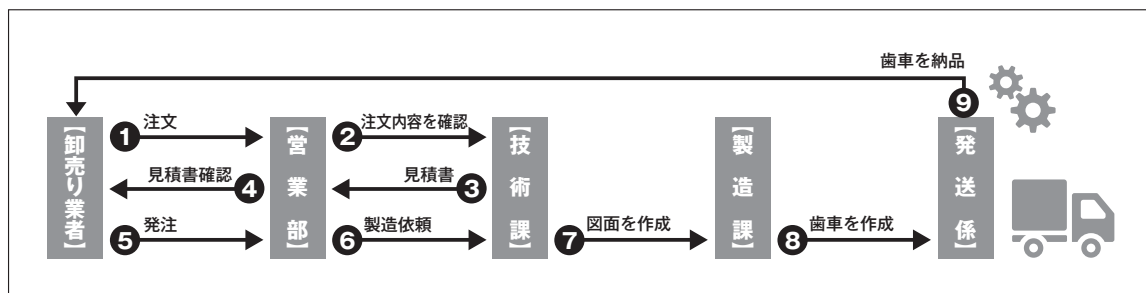 歯車を納品
❾
【卸売り業者】
❶ 注文
【営業部】
❷ 注文内容を確認
【技術課】
【製造課】
【発送係】
見積書確認 ❹
見積書 ❸
❺ 発注
❻ 製造依頼
❼ 図面を作成
❽ 歯車を作成